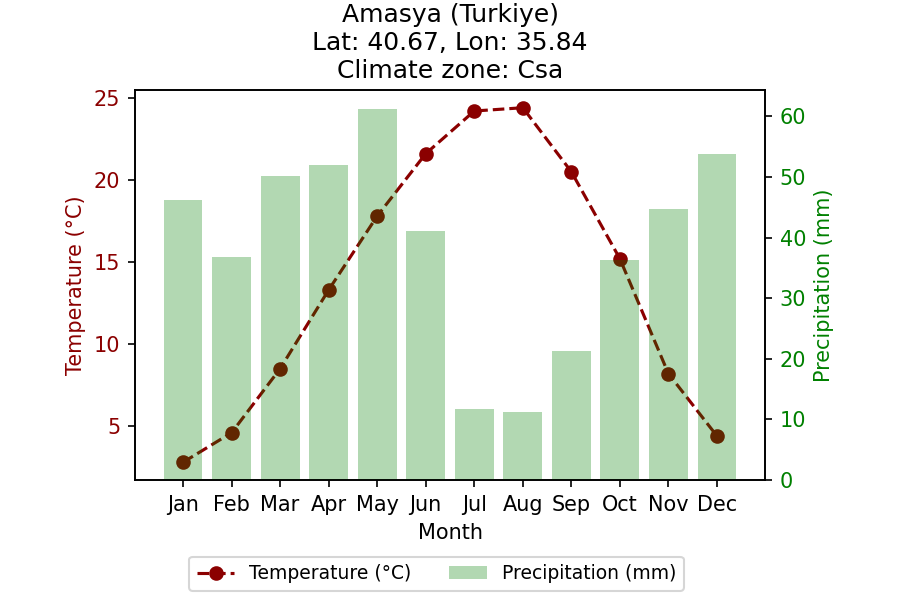 Amasya (Turkiye)
Lat: 40.67, Lon: 35.84
Climate zone: Csa
25
20
15
10
5
Temperature (°C)
60
50
40
30
20
10
0
Precipitation (mm)
Jan Feb Mar Apr May Jun Jul Aug Sep Oct Nov Dec
Month
Temperature (°C) Precipitation (mm)